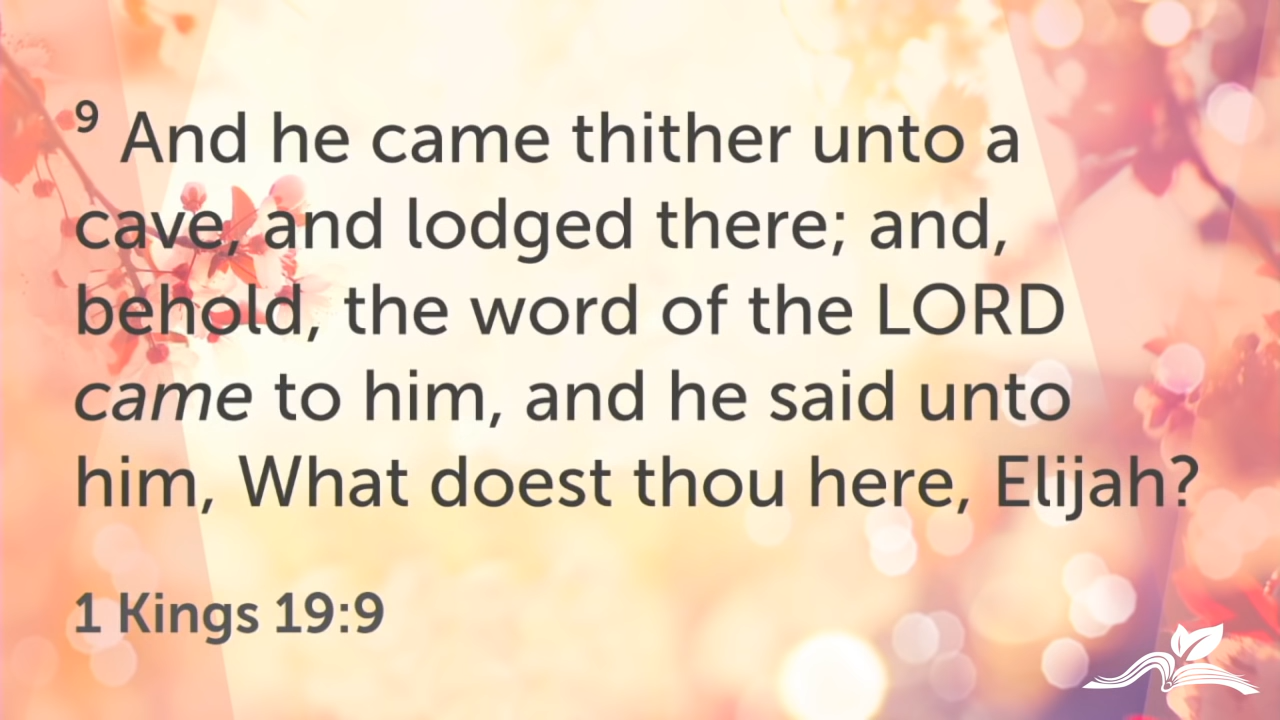 9 And he came thither unto a
cave, and lodged there; and,
behold, the word of the LORD
came to him, and he said unto
him, What doest thou here, Elijah?
1 Kings 19:9